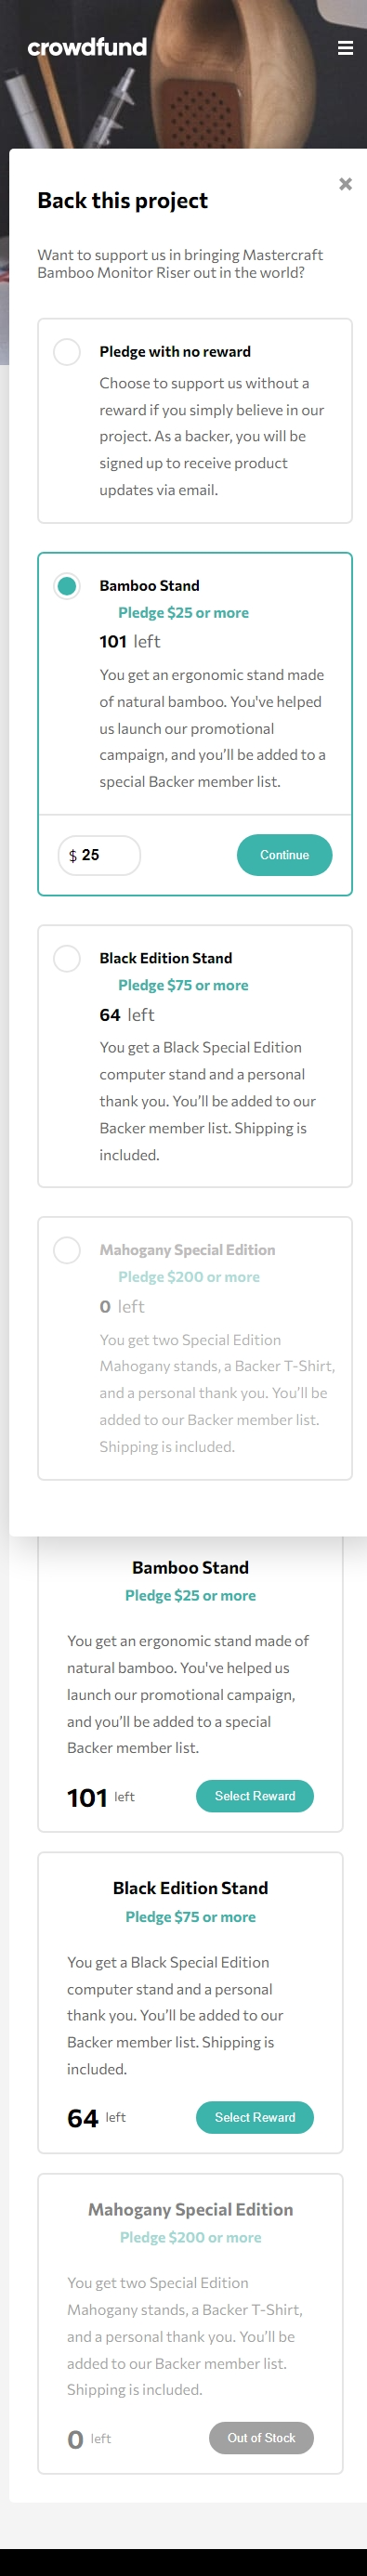 crowdfund
Back this project
Want to support us in bringing Mastercraft
Bamboo Monitor Riser out in the world?
Pledge with no reward
Choose to support us without a
reward if you simply believe in our
project. As a backer, you will be
signed up to receive product
updates via email.
Bamboo Stand
Pledge $25 or more
101 left
You get an ergonomic stand made
of natural bamboo. You've helped
us launch our promotional
campaign, and you’ll be added to a
special Backer member list.
$ 25
Continue
Black Edition Stand
Pledge $75 or more
64 left
You get a Black Special Edition
computer stand and a personal
thank you. You’ll be added to our
Backer member list. Shipping is
included.
Mahogany Special Edition
Pledge $200 or more
0 left
You get two Special Edition
Mahogany stands, a Backer T-Shirt,
and a personal thank you. You’ll be
added to our Backer member list.
Shipping is included.
Bamboo Stand
Pledge $25 or more
You get an ergonomic stand made of
natural bamboo. You've helped us
launch our promotional campaign,
and you’ll be added to a special
Backer member list.
101 left
Select Reward
Black Edition Stand
Pledge $75 or more
You get a Black Special Edition
computer stand and a personal
thank you. You’ll be added to our
Backer member list. Shipping is
included.
64 left
Select Reward
Mahogany Special Edition
Pledge $200 or more
You get two Special Edition
Mahogany stands, a Backer T-Shirt,
and a personal thank you. You’ll be
added to our Backer member list.
Shipping is included.
0 left
Out of Stock